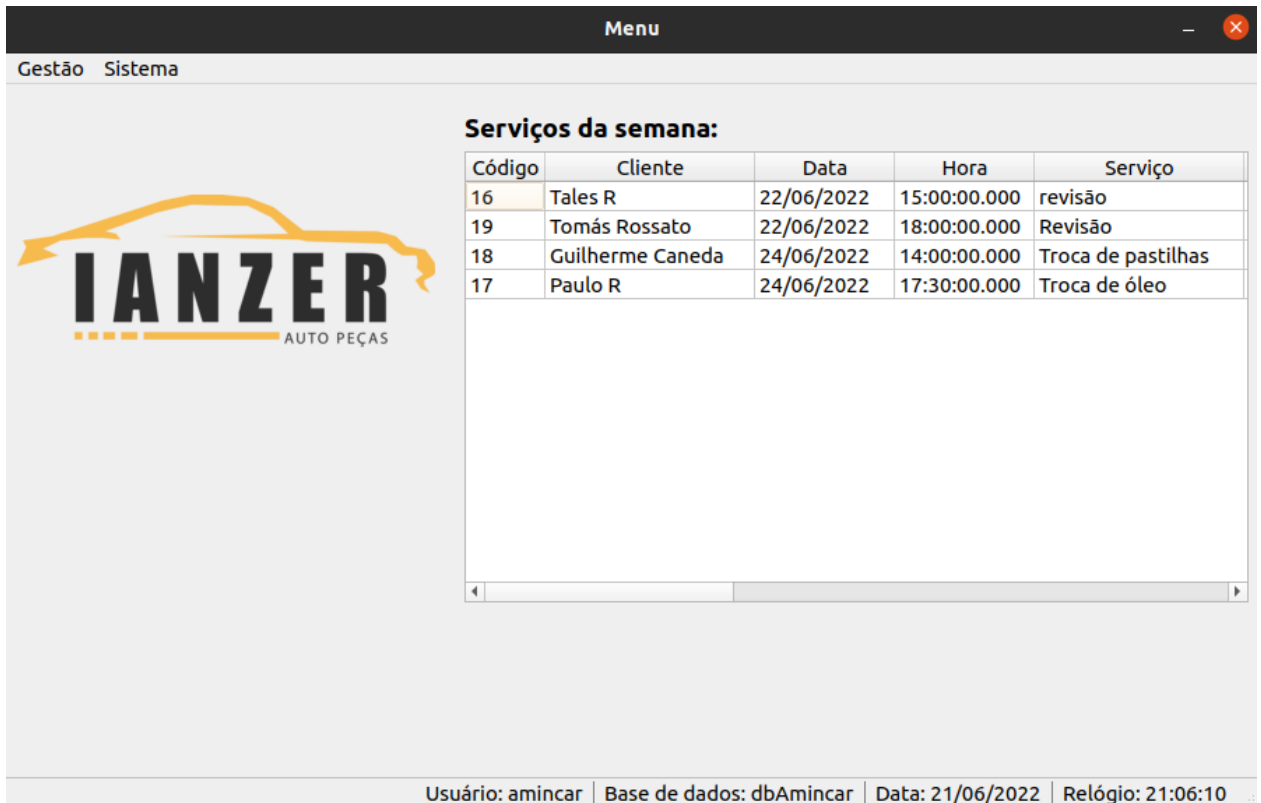 Menu
Gestão Sistema
IANZER
AUTO PEÇAS
Serviços da semana:
Código Cliente Data Hora Serviço
16 Tales R 22/06/2022 15:00:00.000 revisão
19 Tomás Rossato 22/06/2022 18:00:00.000 Revisão
18 Guilherme Caneda 24/06/2022 14:00:00.000 Troca de pastilhas
17 Paulo R 24/06/2022 17:30:00.000 Troca de óleo
Usuário: amincar Base de dados: dbAmincar Data: 21/06/2022 Relógio: 21:06:10